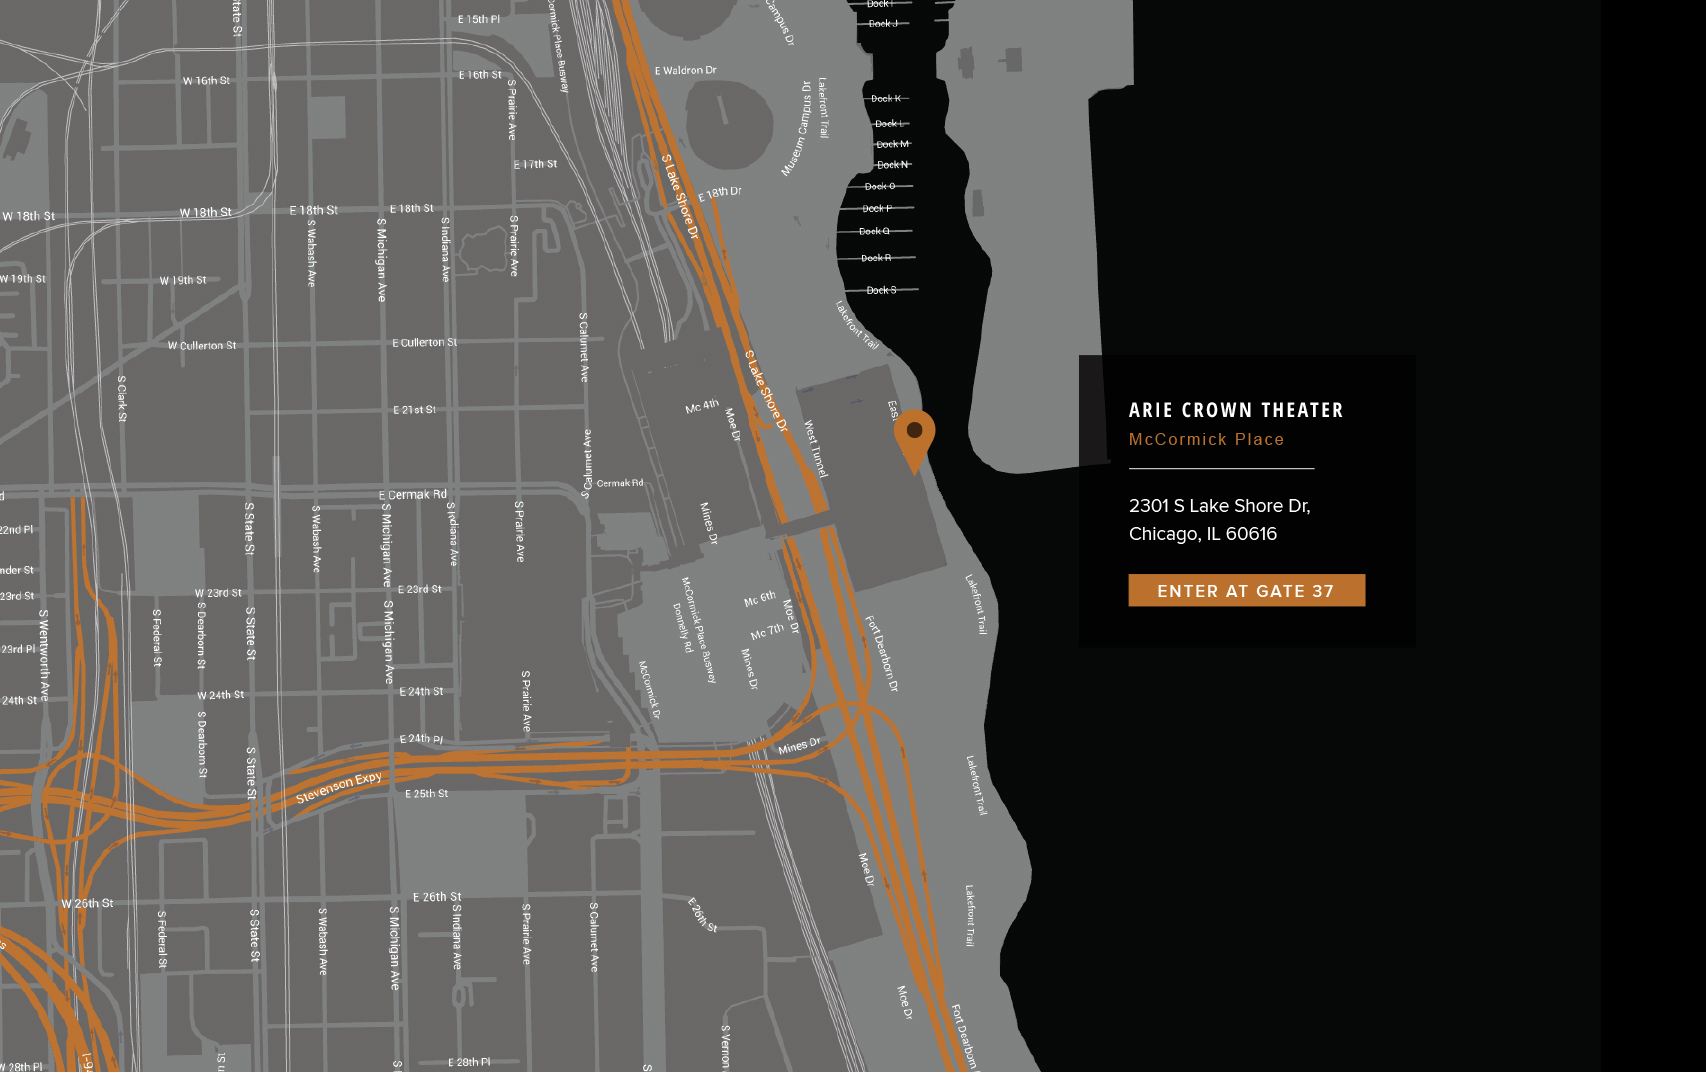 E 15th Pl
Dock J
W 16th St
E 16th St
E Waldron Dr
S Prairie Ave
Lakefront Trail
Museum Campus Dr
Dock K
Dock L
Dock M
Dock N
E 17th St
S Lake Shore Dr
E 18th Dr
Dock O
Dock P
Dock Q
Dock R
Dock S
W 18th St
W 18th St
E 18th St
E 18th St
S Wabash Ave
S Michigan Ave
S Indiana Ave
S Prairie Ave
W 19th St
W 19th St
Lakefront Trail
W Cullerton St
E Cullerton St
S Calumet Ave
S Clark St
S Lake Shore Dr
E 21st St
Mc 4th
Moe Dr
West Tunnel
East
ARIE CROWN THEATER
McCormick Place
2301 S Lake Shore Dr,
Chicago, IL 60616
ENTER AT GATE 37
S Calumet Ave
E Cermak Rd
Cermak Rd
S State St
S Wabash Ave
S Michigan Ave
S Indiana Ave
S Prairie Ave
Mines Dr
22nd Pl
23rd St
W 23rd St
E 23rd St
S Wentworth Ave
S Federal St
S Dearborn St
S State St
S Michigan Ave
McCormick Place Busway
Donnelly Rd
Mc 6th
Moe Dr
Mc 7th
Mines Dr
Fort Dearborn Dr
Lakefront Trail
23rd Pl
McCormick Dr
24th St
W 24th St
E 24th St
S Prairie Ave
S Dearborn St
S State St
E 24th Pl
Mines Dr
Stevenson Expy
E 25th St
Lakefront Trail
Moe Dr
W 26th St
E 26th St
E 26th St
S Federal St
S State St
S Wabash Ave
S Michigan Ave
S Indiana Ave
S Prairie Ave
S Calumet Ave
Lakefront Trail
Moe Dr
Fort Dearborn
S Vernon
W 28th Pl
E 28th Pl